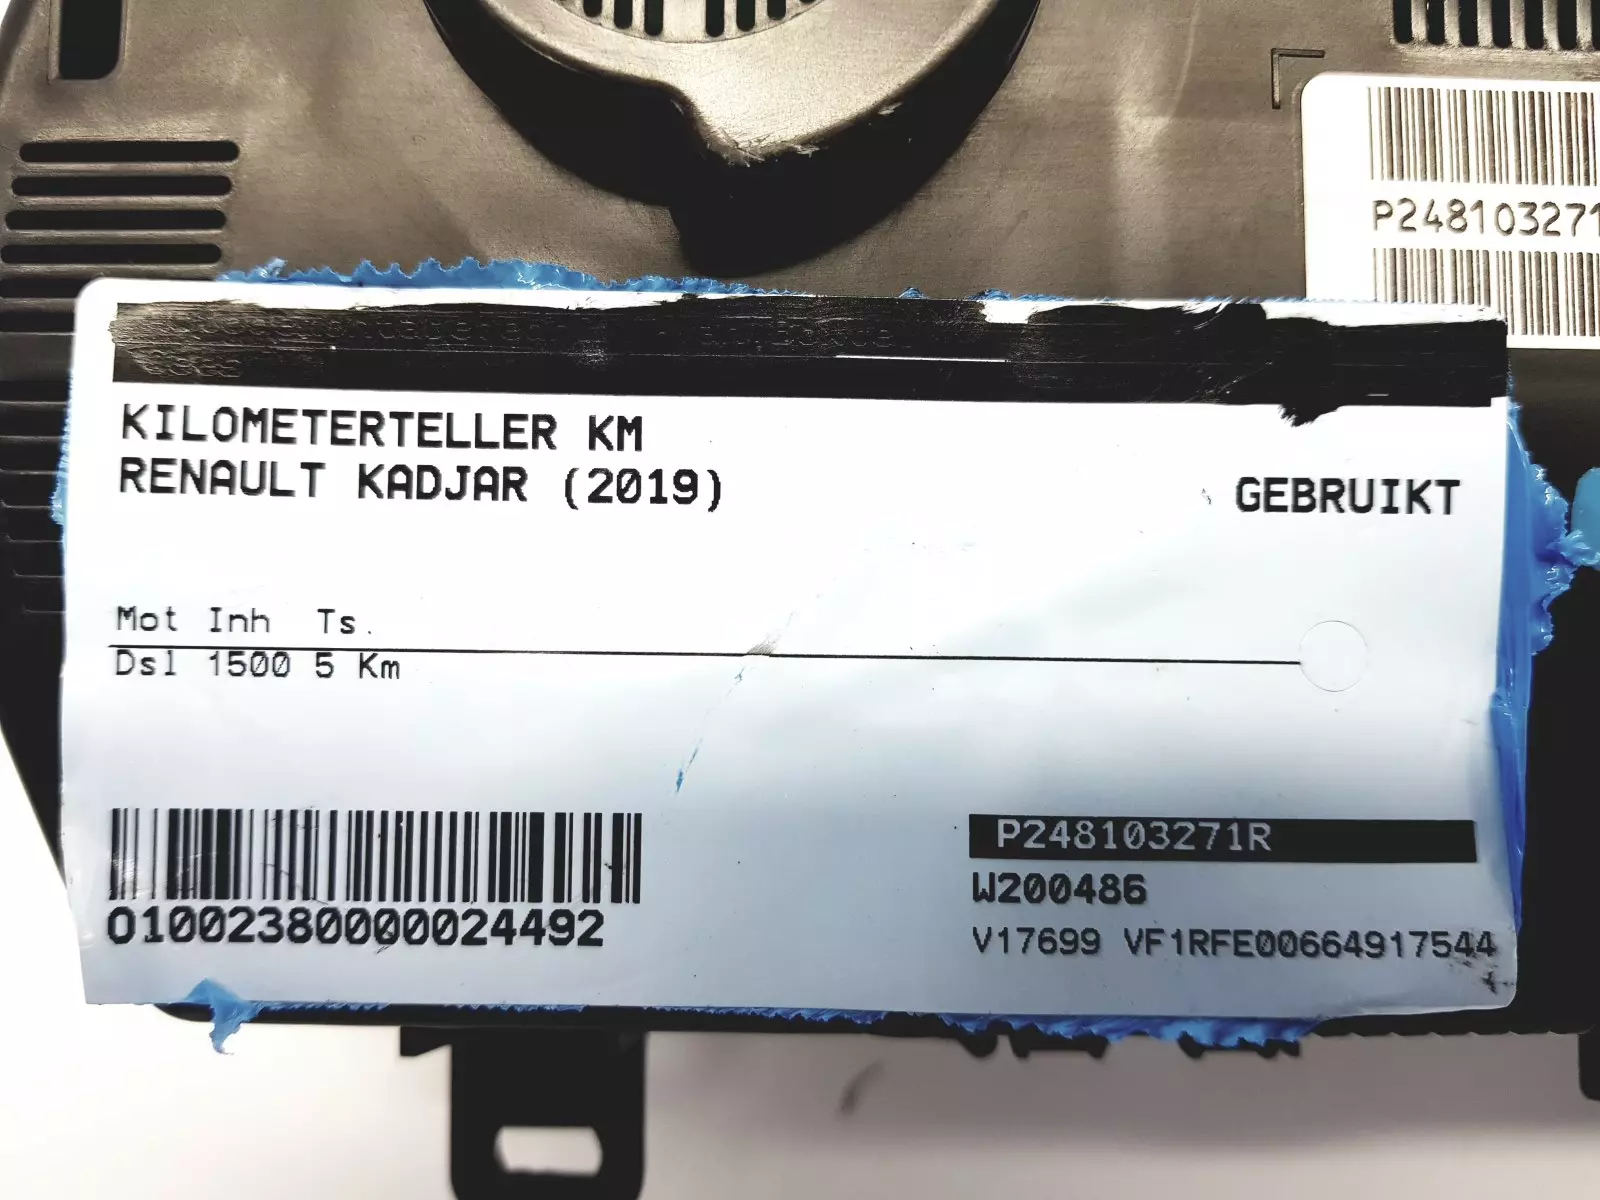 P248103271
KILOMETERTELLER KM
RENAULT KADJAR (2019)
GEBRUIKT
Mot Inh Ts.
Dsl 1500 5 Km
01002380000024492
P248103271R
W200486
V17699 VF1RFE00664917544